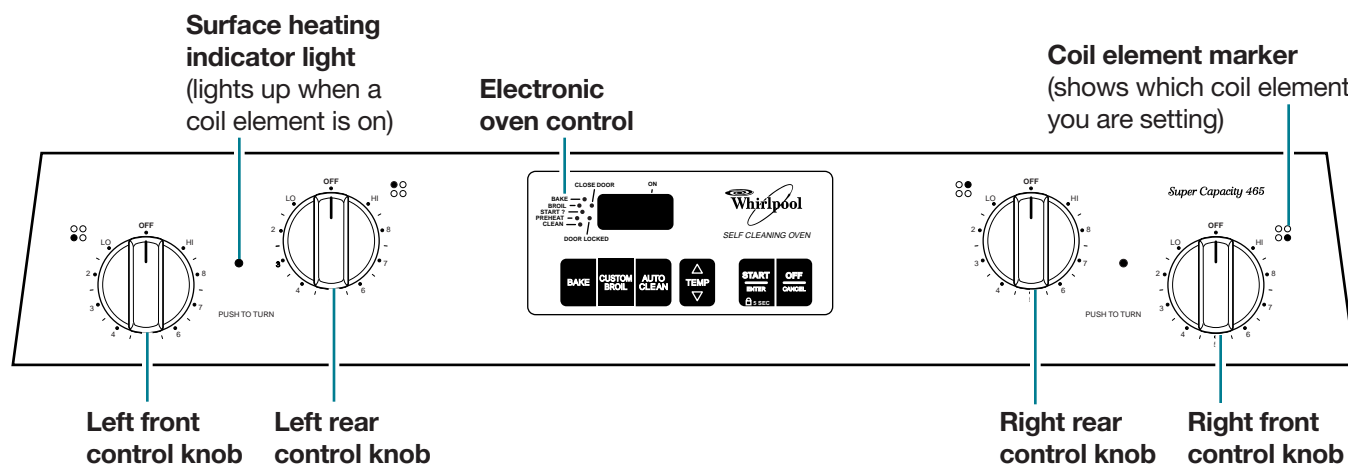 Surface heating
indicator light
(lights up when a
coil element is on)
Electronic
oven control
Coil element marker
(shows which coil element
you are setting)
OFF
LO
HI
2
8
3
7
4
6
PUSH TO TURN
OFF
LO
HI
2
8
3
7
4
6
CLOSE DOOR
ON
BAKE
BROIL
START ?
PREHEAT
CLEAN
DOOR LOCKED
Whirlpool
SELF CLEANING OVEN
BAKE
CUSTOM
BROIL
AUTO
CLEAN
TEMP
START
ENTER
5 SEC
OFF
CANCEL
OFF
LO
HI
2
8
3
7
4
6
PUSH TO TURN
Super Capacity 465
OFF
LO
HI
2
8
3
7
4
6
Left front
control knob
Left rear
control knob
Right rear
control knob
Right front
control knob